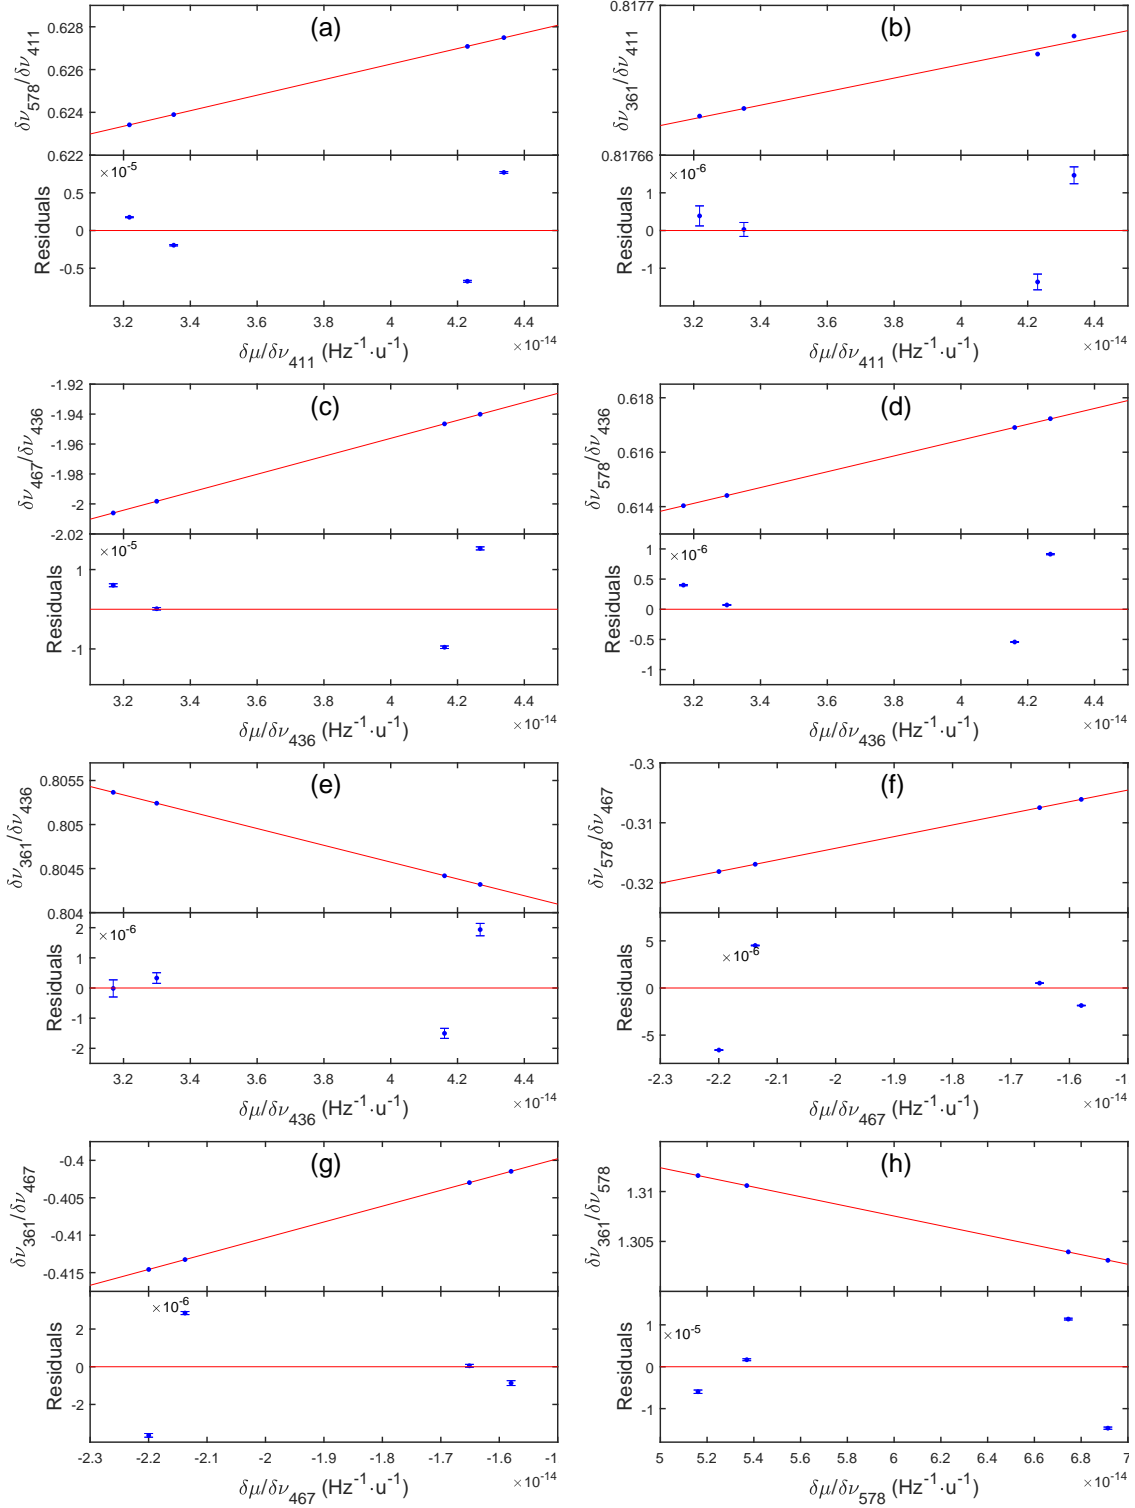 (a)
δν578/δν411
0.628
0.626
0.624
0.622
×10-5
Residuals
0.5
0
-0.5
3.2 3.4 3.6 3.8 4 4.2 4.4
×10-14
δμ/δν411 (Hz-1·u-1)
(b)
δν361/δν411
0.8177
0.81766
×10-6
Residuals
1
0
-1
3.2 3.4 3.6 3.8 4 4.2 4.4
×10-14
δμ/δν411 (Hz-1·u-1)
(c)
δν467/δν436
-1.92
-1.94
-1.96
-1.98
-2
-2.02
×10-5
Residuals
1
0
-1
3.2 3.4 3.6 3.8 4 4.2 4.4
×10-14
δμ/δν436 (Hz-1·u-1)
(d)
δν578/δν436
0.618
0.616
0.614
×10-6
Residuals
1
0.5
0
-0.5
-1
3.2 3.4 3.6 3.8 4 4.2 4.4
×10-14
δμ/δν436 (Hz-1·u-1)
(e)
δν361/δν436
0.8055
0.805
0.8045
0.804
×10-6
Residuals
2
1
0
-1
-2
3.2 3.4 3.6 3.8 4 4.2 4.4
×10-14
δμ/δν436 (Hz-1·u-1)
(f)
δν578/δν467
-0.3
-0.31
-0.32
×10-6
Residuals
5
0
-5
-2.3 -2.2 -2.1 -2 -1.9 -1.8 -1.7 -1.6 -1
×10-14
δμ/δν467 (Hz-1·u-1)
(g)
δν361/δν467
-0.4
-0.405
-0.41
-0.415
×10-6
Residuals
2
0
-2
-2.3 -2.2 -2.1 -2 -1.9 -1.8 -1.7 -1.6 -1
×10-14
δμ/δν467 (Hz-1·u-1)
(h)
δν361/δν578
1.31
1.305
×10-5
Residuals
1
0
-1
5 5.2 5.4 5.6 5.8 6 6.2 6.4 6.6 6.8 7
×10-14
δμ/δν578 (Hz-1·u-1)